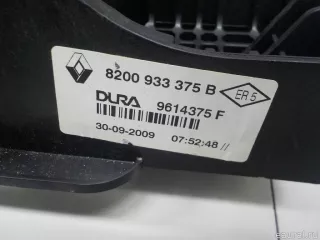 8200 933 375 B
ER 5
DURA 9614375 F
30-09-2009 07:52:48 //